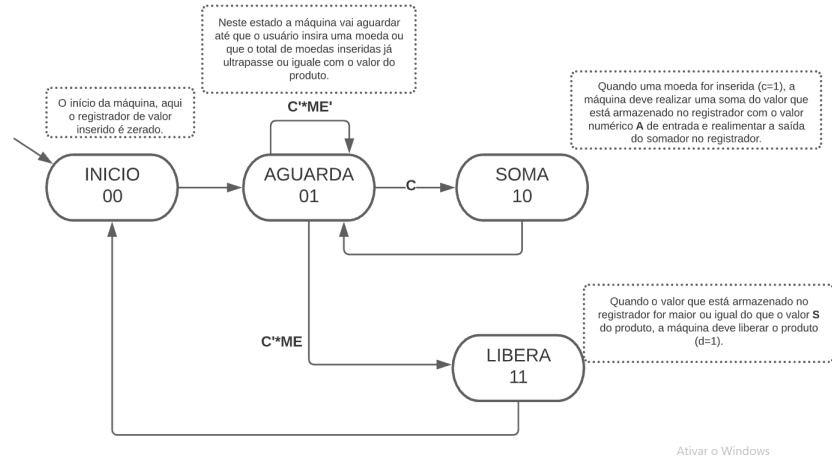 Neste estado a máquina vai aguardar
até que o usuário insira uma moeda ou
que o total de moedas inseridas já
ultrapasse ou iguale com o valor do
produto.
O início da máquina, aqui
o registrador de valor
inserido é zerado.
Quando uma moeda for inserida (c=1), a
máquina deve realizar uma soma do valor que
está armazenado no registrador com o valor
numérico A de entrada e realimentar a saída
do somador no registrador.
C'*ME'
INICIO
00
AGUARDA
01
C
SOMA
10
Quando o valor que está armazenado no
registrador for maior ou igual do que o valor S
do produto, a máquina deve liberar o produto
(d=1).
C'*ME
LIBERA
11
Ativar o Windows